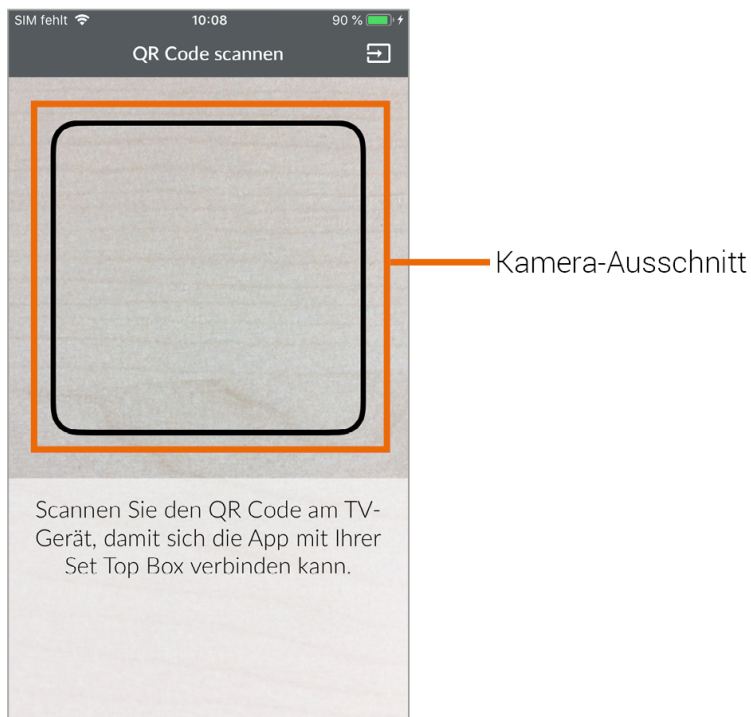 SIM fehlt 10:08 90 %
QR Code scannen
Kamera-Ausschnitt
Scannen Sie den QR Code am TV-
Gerät, damit sich die App mit Ihrer
Set Top Box verbinden kann.